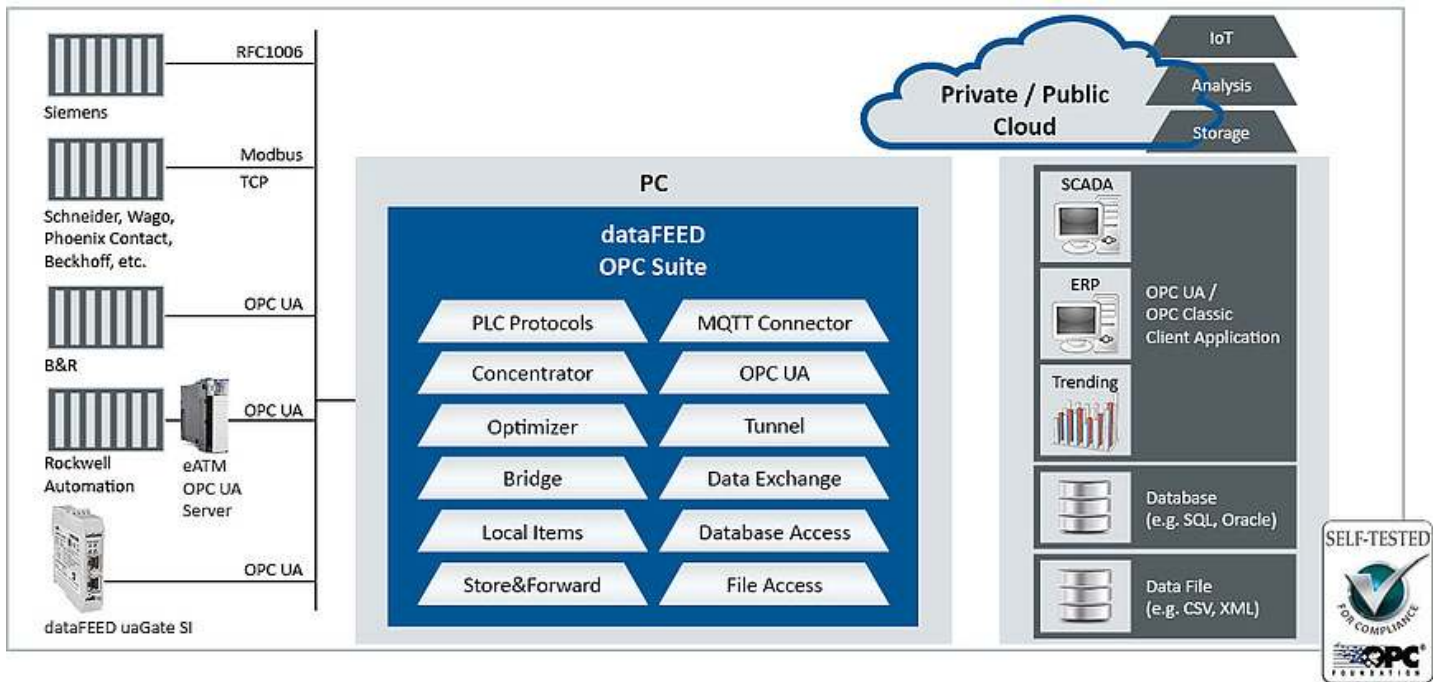 RFC1006
Siemens
Modbus
TCP
Schneider, Wago,
Phoenix Contact,
Beckhoff, etc.
OPC UA
B&R
OPC UA
Rockwell
Automation
eATM
OPC UA
Server
OPC UA
dataFEED uaGate SI
PC
dataFEED
OPC Suite
PLC Protocols
MQTT Connector
Concentrator
OPC UA
Optimizer
Tunnel
Bridge
Data Exchange
Local Items
Database Access
Store&Forward
File Access
Private / Public
Cloud
IoT
Analysis
Storage
SCADA
ERP
Trending
OPC UA /
OPC Classic
Client Application
Database
(e.g. SQL, Oracle)
Data File
(e.g. CSV, XML)
SELF-TESTED
FOR COMPLIANCE
OPC
FOUNDATION